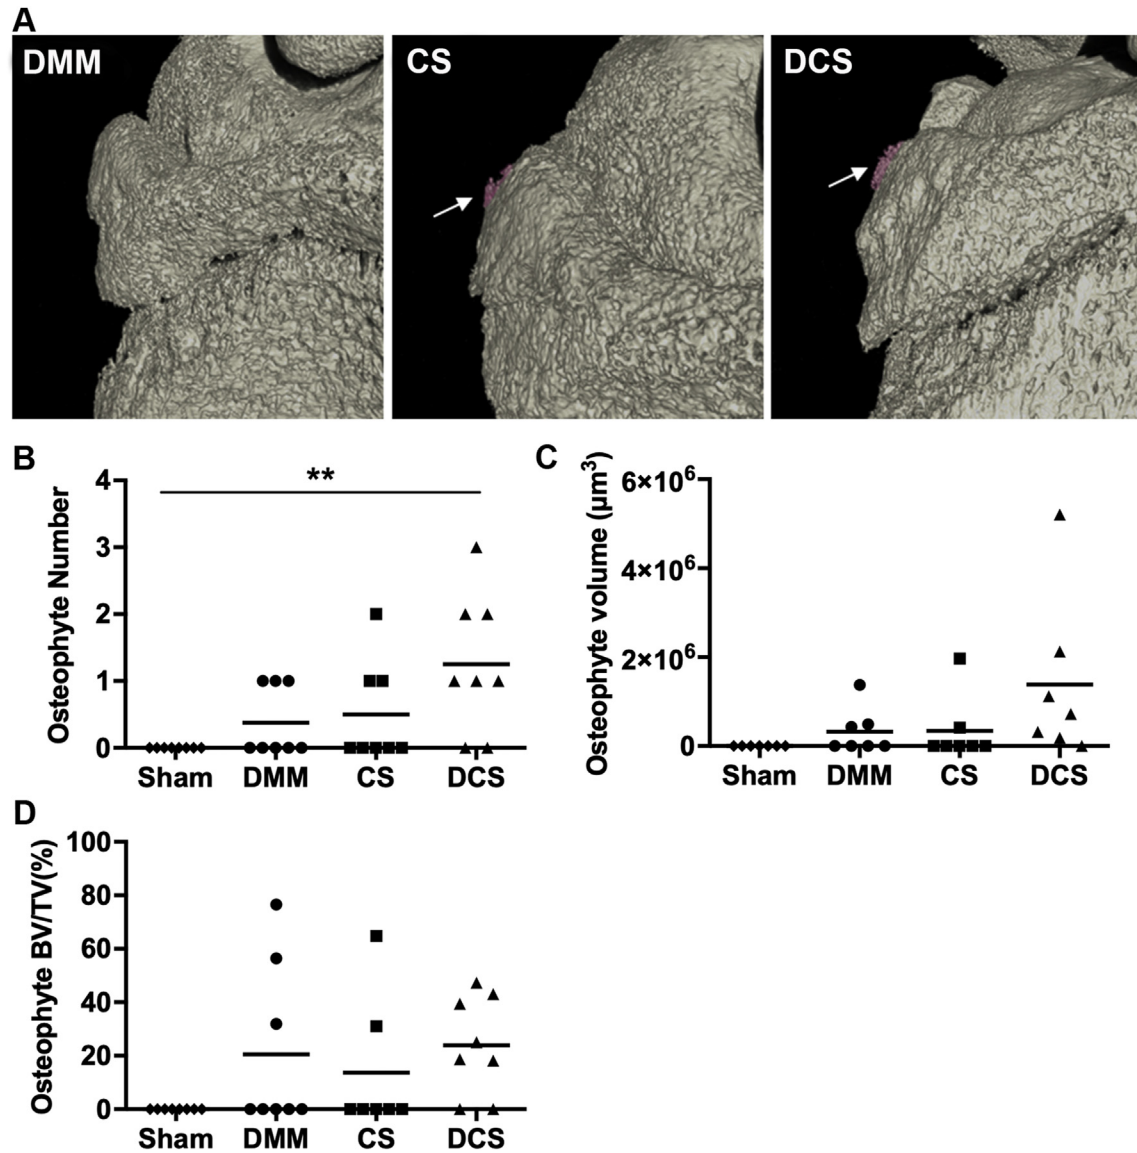 A
DMM CS DCS
B
**
Osteophyte Number
4
3
2
1
0
Sham DMM CS DCS
C
Osteophyte volume (µm³)
6×10⁶
4×10⁶
2×10⁶
0
Sham DMM CS DCS
D
Osteophyte BV/TV(%)
100
80
60
40
20
0
Sham DMM CS DCS